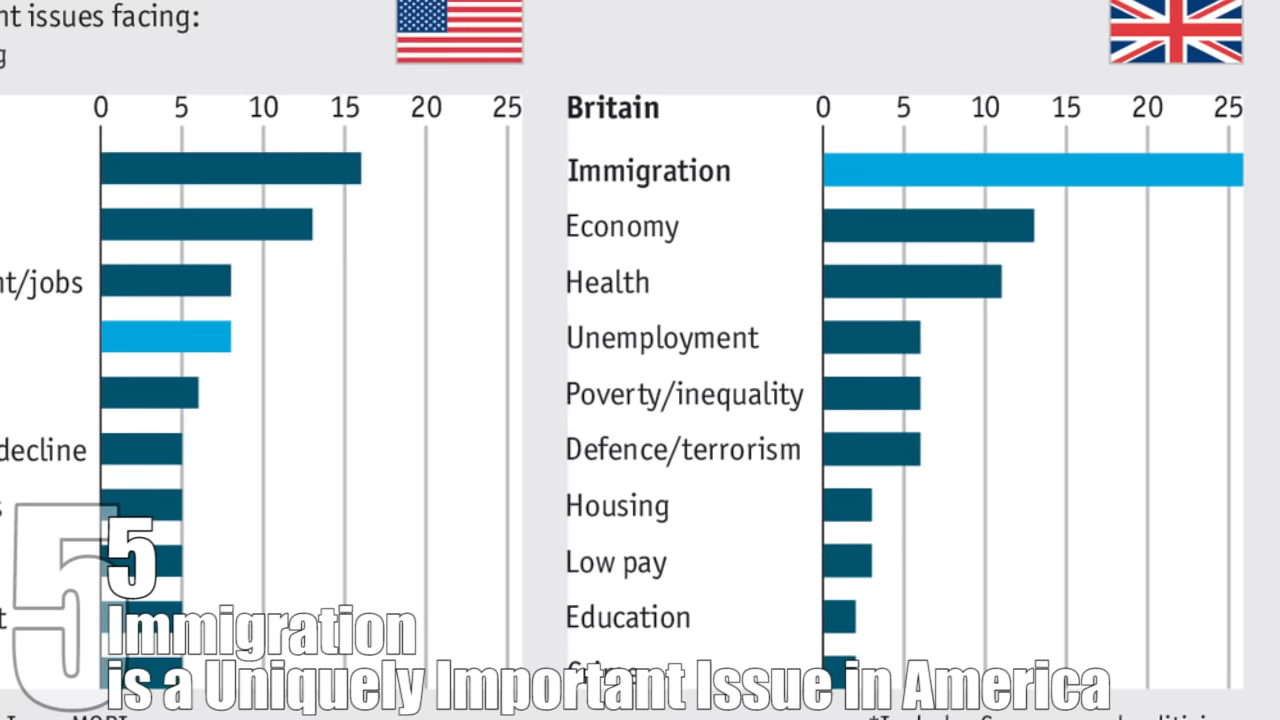 nt issues facing:
g
0 5 10 15 20 25
Britain 0 5 10 15 20 25
Immigration
Economy
nt/jobs Health
Unemployment
Poverty/inequality
decline Defence/terrorism
s Housing
5
5 Low pay
t Education
Immigration
is a Uniquely Important Issue in America
MORI